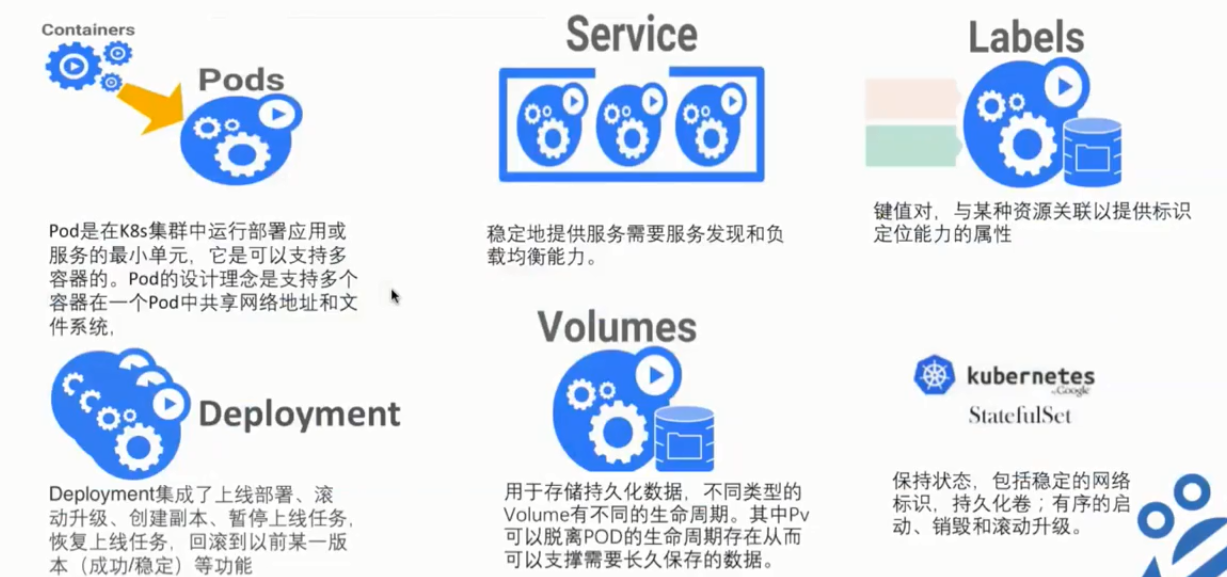 Containers
Pods
Pod是在K8s集群中运行部署应用或
服务的最小单元，它是可以支持多
容器的。Pod的设计理念是支持多个
容器在一个Pod中共享网络地址和文
件系统,
Service
稳定地提供服务需要服务发现和负
载均衡能力。
Labels
键值对，与某种资源关联以提供标识
定位能力的属性
Deployment
Deployment集成了上线部署、滚
动升级、创建副本、暂停上线任务,
恢复上线任务，回滚到以前某一版
本（成功/稳定）等功能
Volumes
用于存储持久化数据，不同类型的
Volume有不同的生命周期。其中Pv
可以脱离POD的生命周期存在从而
可以支撑需要长久保存的数据。
kubernetes
by Google
StatefulSet
保持状态，包括稳定的网络
标识，持久化卷；有序的启
动、销毁和滚动升级。